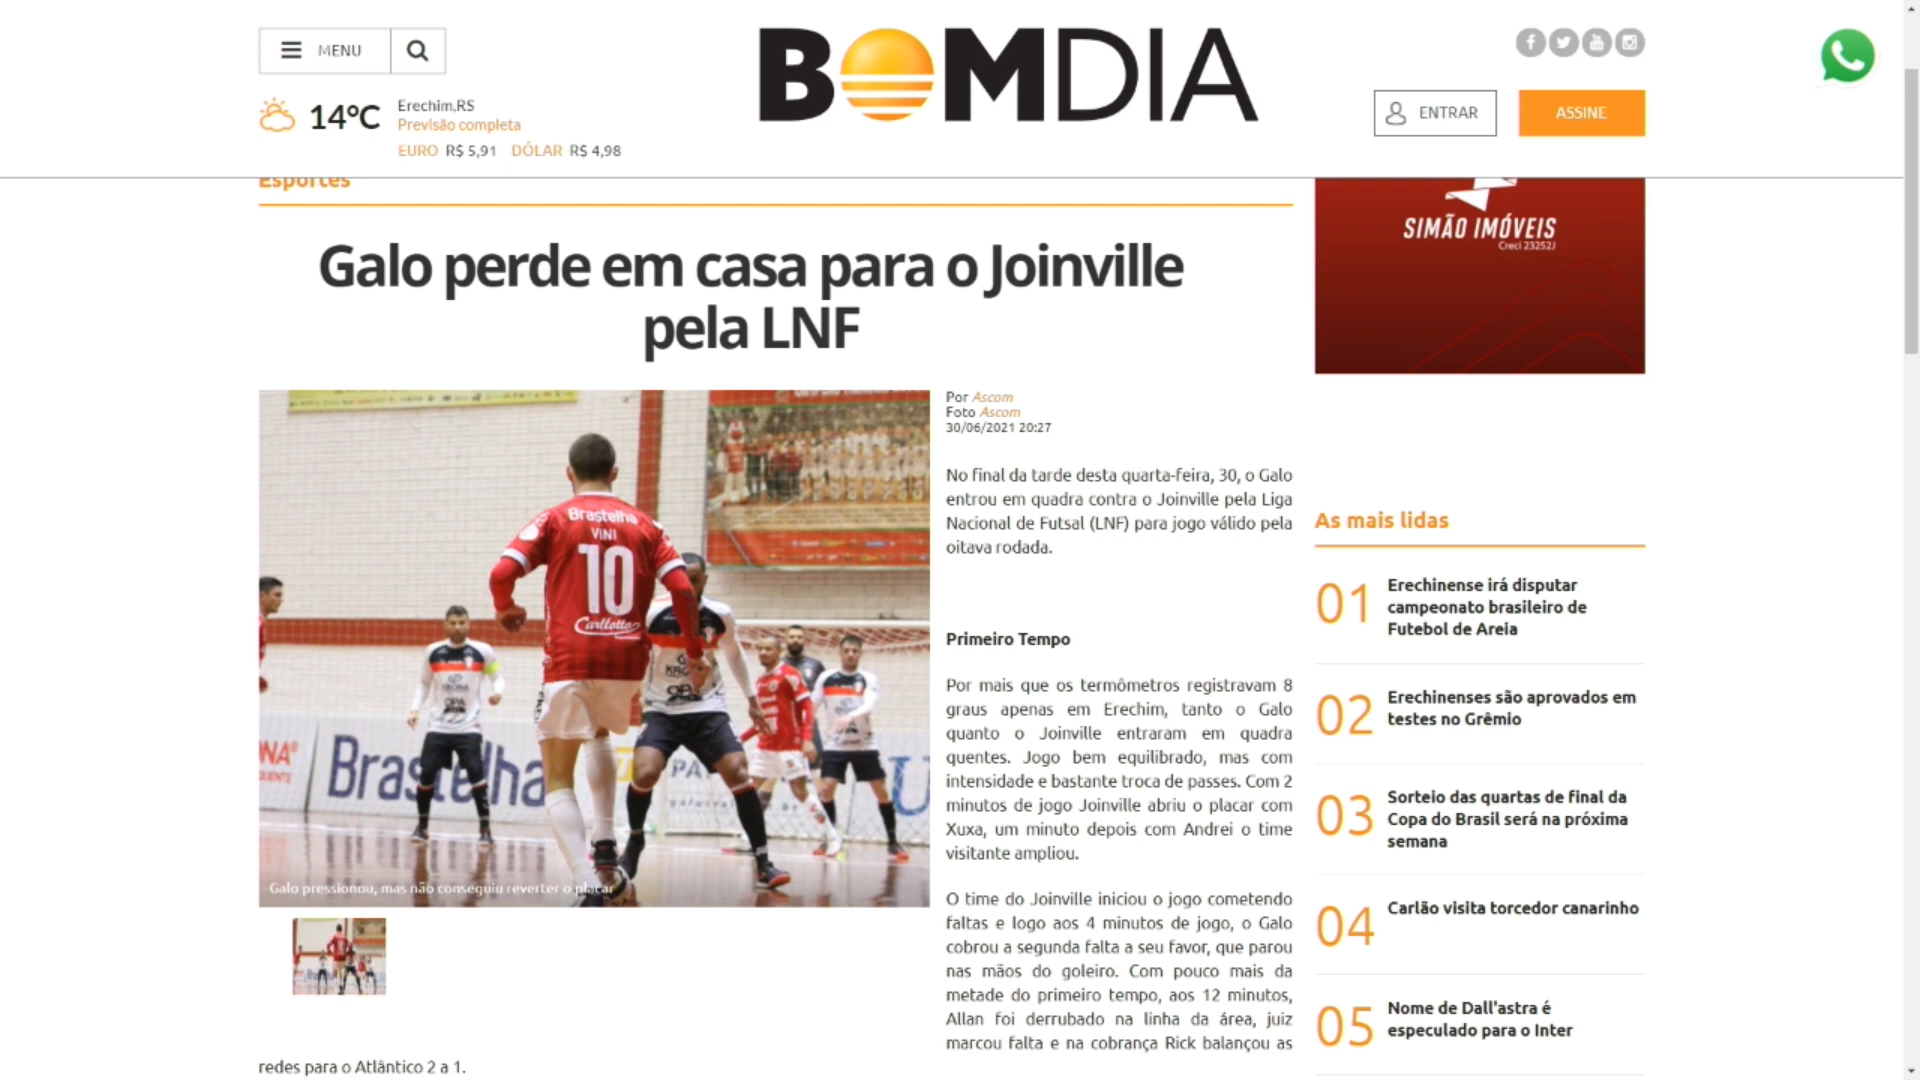 MENU
BOMDIA
14°C
Erechim,RS
Previsão completa
EURO R$ 5,91 DÓLAR R$ 4,98
ENTRAR
ASSINE
Esportes
SIMÃO IMÓVEIS
Creci 23252J
Galo perde em casa para o Joinville
pela LNF
Brastelha
VINI
10
Carllotto
Brastelha
Galo pressionou, mas não conseguiu reverter o placar
Por Ascom
Foto Ascom
30/06/2021 20:27
No final da tarde desta quarta-feira, 30, o Galo
entrou em quadra contra o Joinville pela Liga
Nacional de Futsal (LNF) para jogo válido pela
oitava rodada.
Primeiro Tempo
Por mais que os termômetros registravam 8
graus apenas em Erechim, tanto o Galo
quanto o Joinville entraram em quadra
quentes. Jogo bem equilibrado, mas com
intensidade e bastante troca de passes. Com 2
minutos de jogo Joinville abriu o placar com
Xuxa, um minuto depois com Andrei o time
visitante ampliou.
O time do Joinville iniciou o jogo cometendo
faltas e logo aos 4 minutos de jogo, o Galo
cobrou a segunda falta a seu favor, que parou
nas mãos do goleiro. Com pouco mais da
metade do primeiro tempo, aos 12 minutos,
Allan foi derrubado na linha da área, juiz
marcou falta e na cobrança Rick balançou as
redes para o Atlântico 2 a 1.
As mais lidas
01
Erechinense irá disputar
campeonato brasileiro de
Futebol de Areia
02
Erechinenses são aprovados em
testes no Grêmio
03
Sorteio das quartas de final da
Copa do Brasil será na próxima
semana
04
Carlão visita torcedor canarinho
05
Nome de Dall'astra é
especulado para o Inter